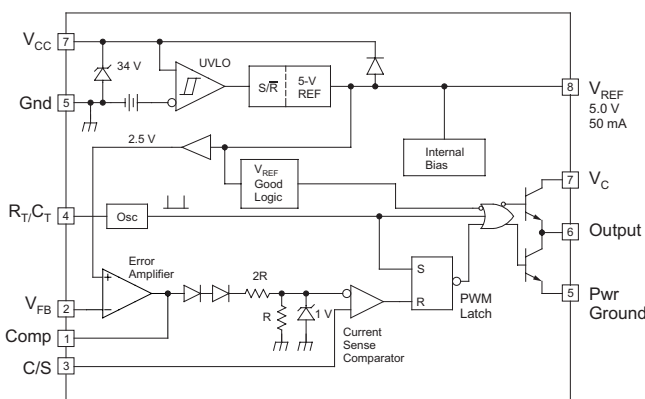 VCC
7
34 V
UVLO
S/R̅
5-V
REF
8
VREF
5.0 V
50 mA
Gnd
5
2.5 V
Internal
Bias
VREF
Good
Logic
7
VC
RT/CT
4
Osc
6
Output
Error
Amplifier
+
−
2R
S
R
PWM
Latch
5
Pwr
Ground
VFB
2
R
1 V
Comp
1
Current
Sense
Comparator
C/S
3